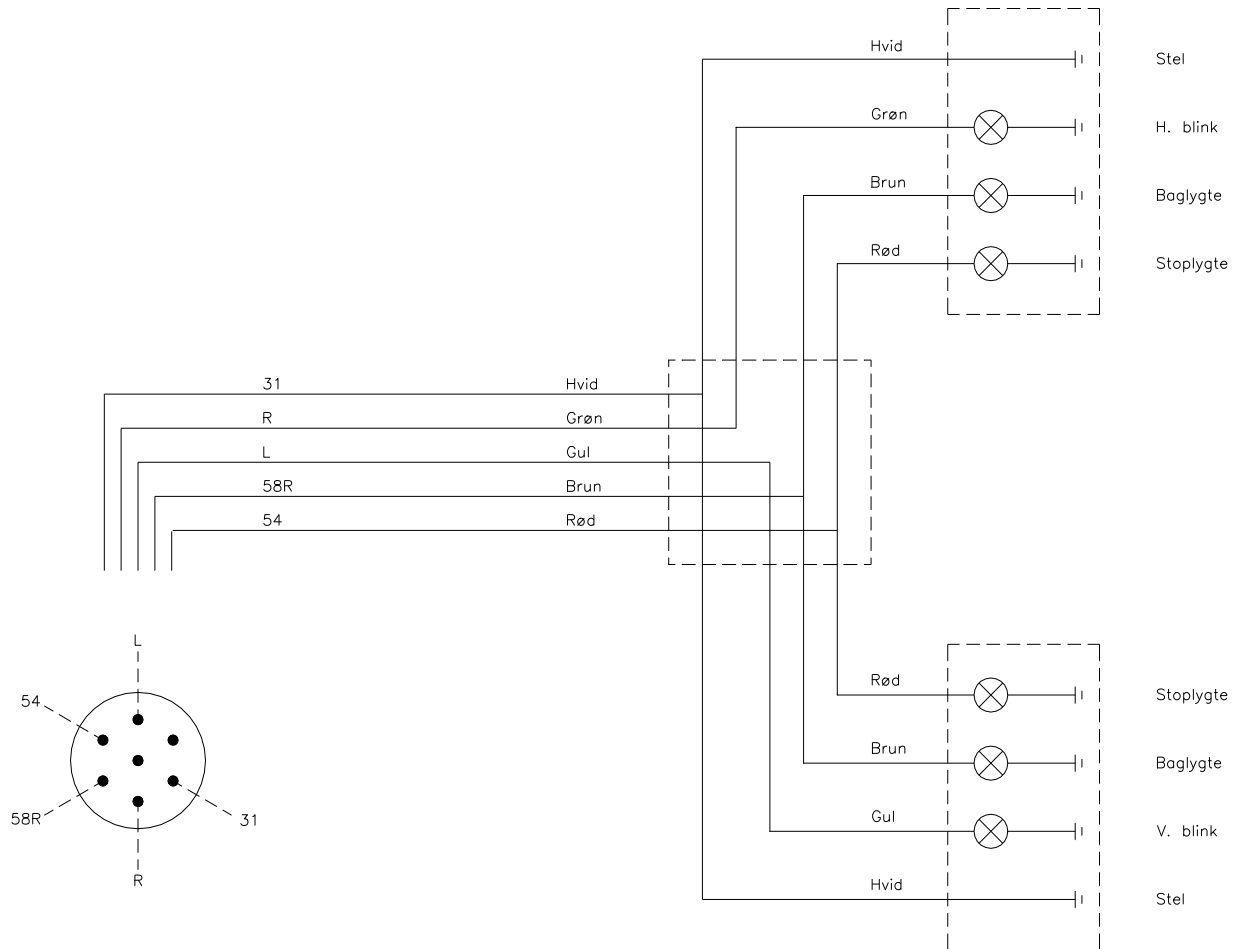 Hvid Stel
Grøn H. blink
Brun Baglygte
Rød Stoplygte
31 Hvid
R Grøn
L Gul
58R Brun
54 Rød
L
54
58R
31
R
Rød Stoplygte
Brun Baglygte
Gul V. blink
Hvid Stel